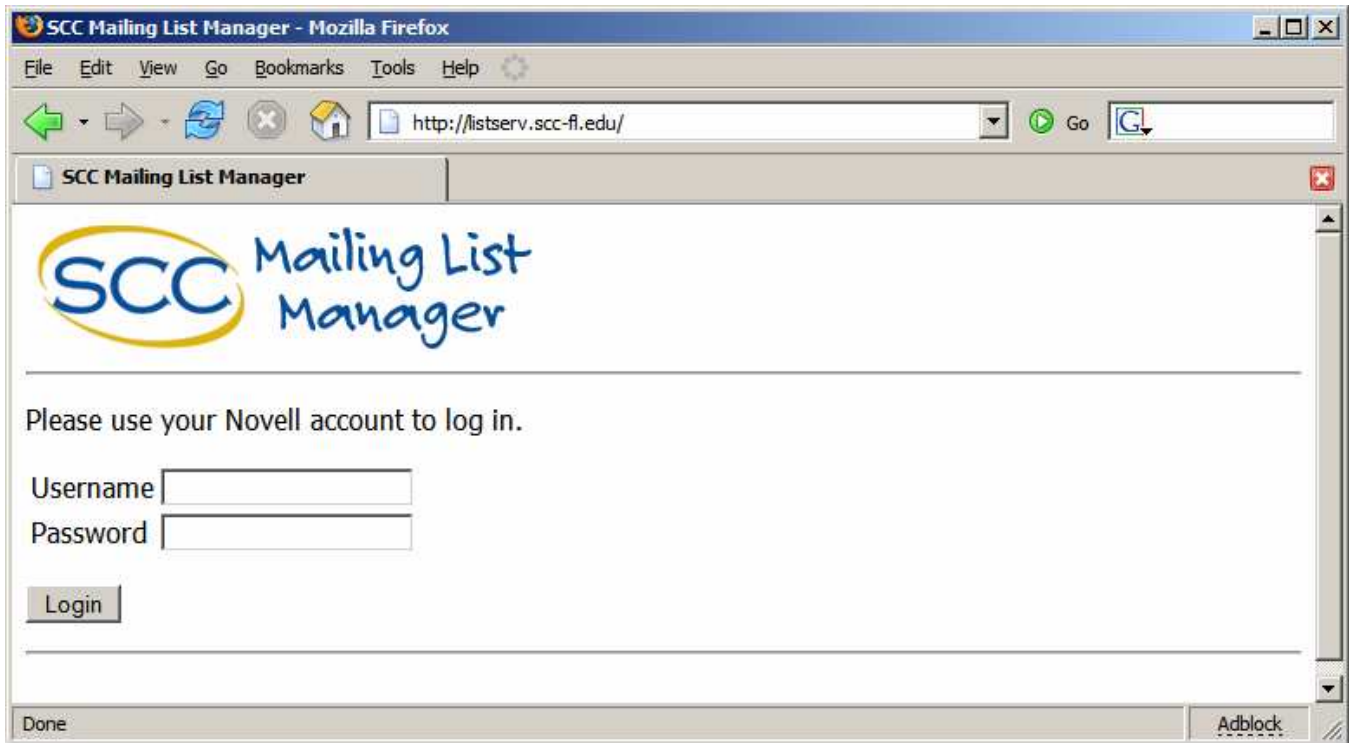 SCC Mailing List Manager - Mozilla Firefox
File Edit View Go Bookmarks Tools Help
http://listserv.scc-fl.edu/ Go G
SCC Mailing List Manager
SCC Mailing List
Manager
Please use your Novell account to log in.
Username
Password
Login
Done Adblock